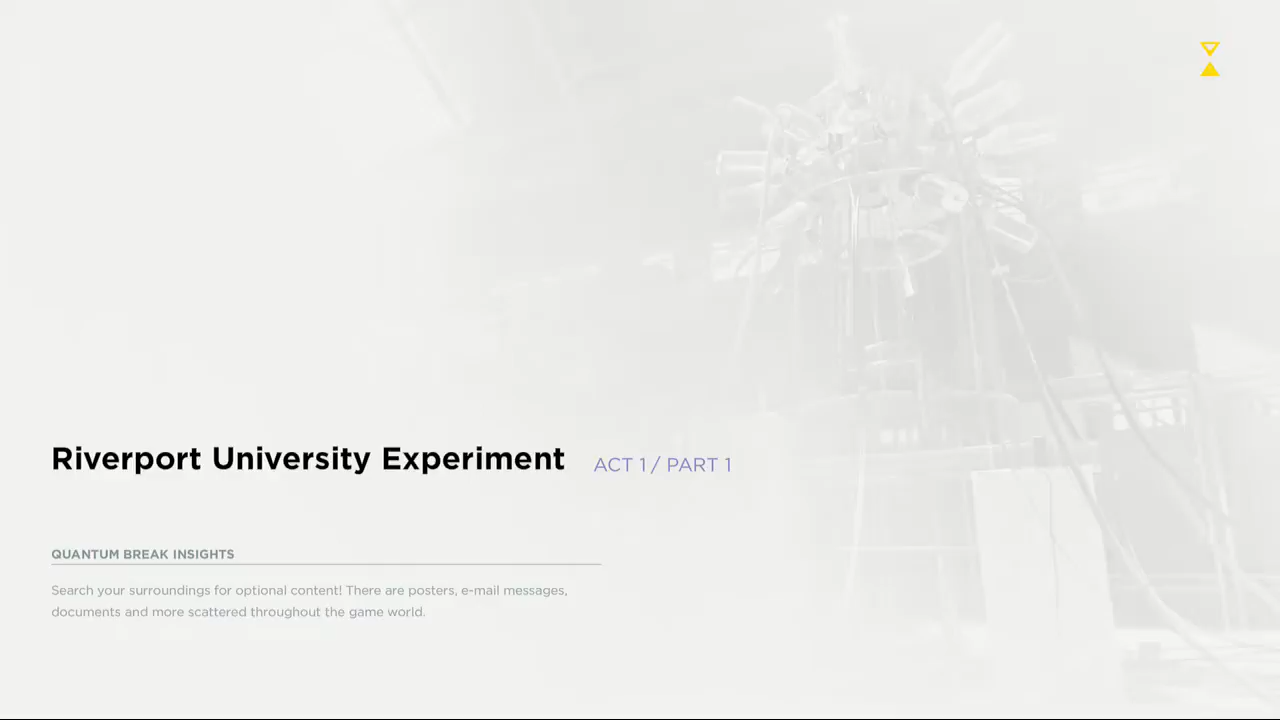 Riverport University Experiment ACT 1 / PART 1
QUANTUM BREAK INSIGHTS
Search your surroundings for optional content! There are posters, e-mail messages,
documents and more scattered throughout the game world.